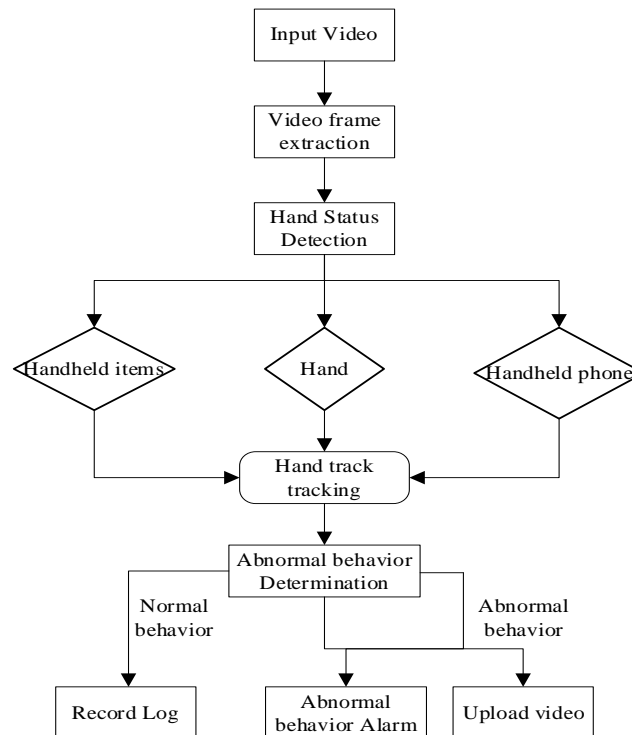 Input Video
Video frame
extraction
Hand Status
Detection
Handheld items
Hand
Handheld phone
Hand track
tracking
Abnormal behavior
Determination
Normal
behavior
Abnormal
behavior
Record Log
Abnormal
behavior Alarm
Upload video